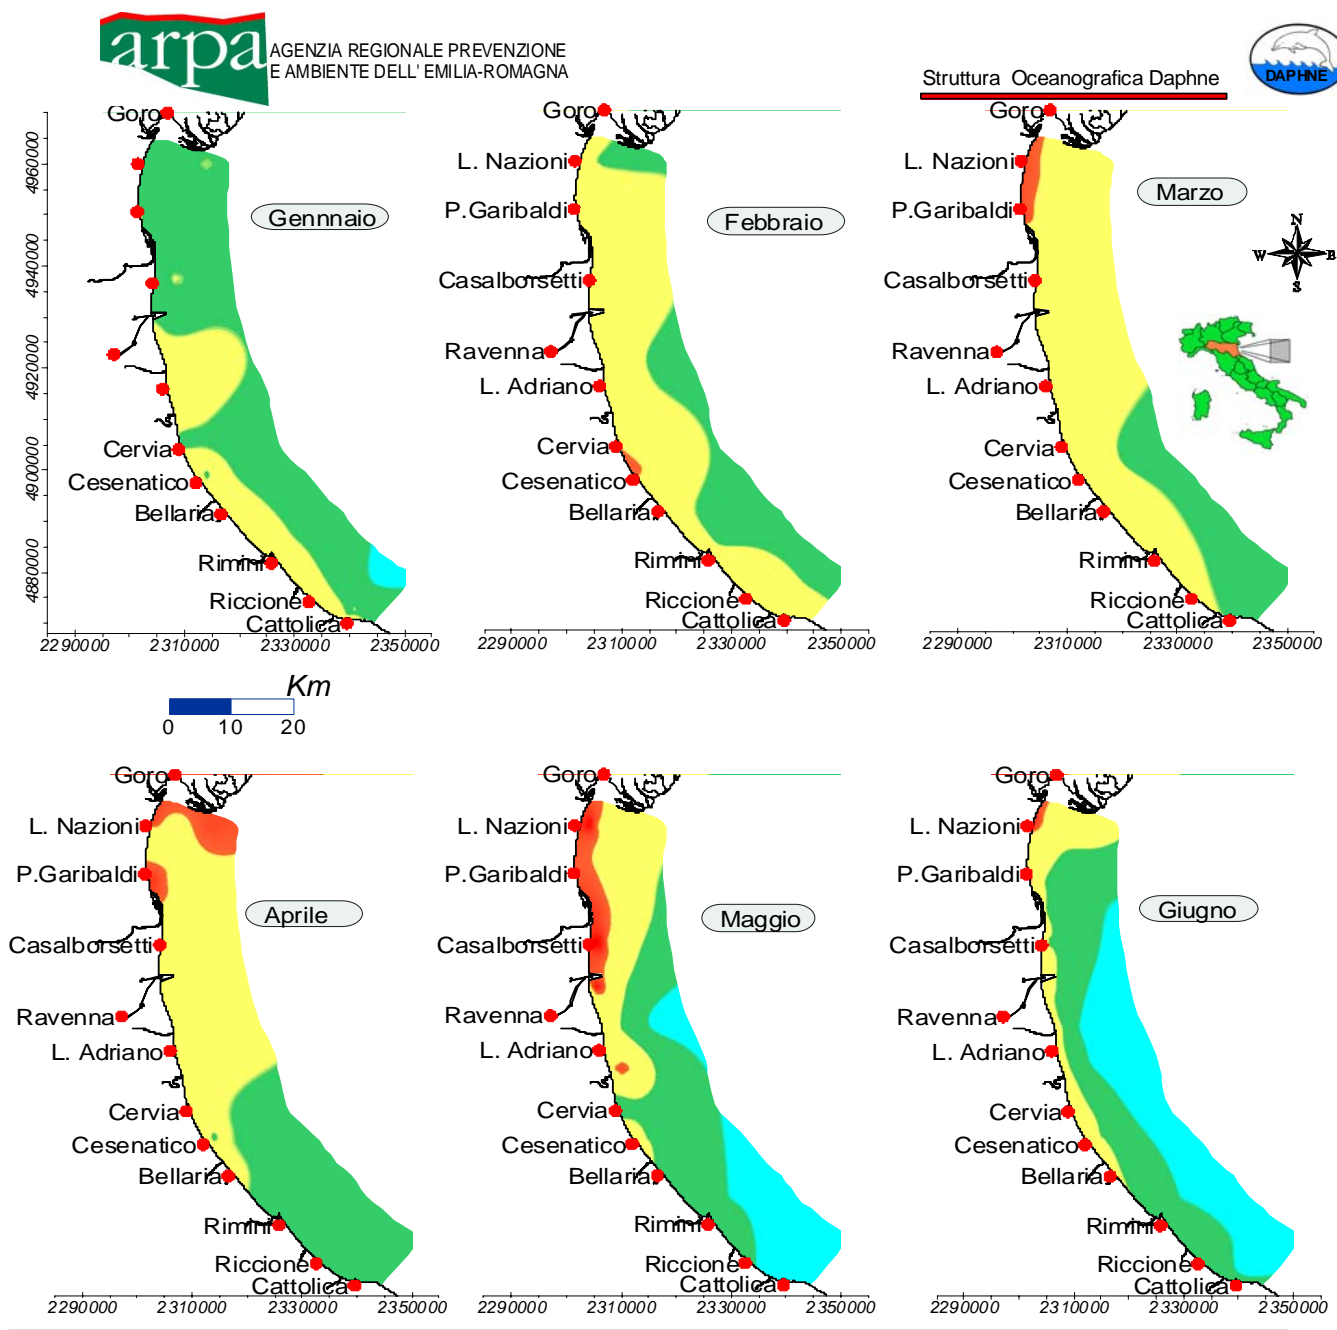 arpa
AGENZIA REGIONALE PREVENZIONE
E AMBIENTE DELL' EMILIA-ROMAGNA
Struttura Oceanografica Daphne
DAPHNE
Goro
4960000
4940000
4920000
4900000
4880000
Gennnaio
Cervia
Cesenatico
Bellaria
Rimini
Riccione
Cattolica
2290000 2310000 2330000 2350000
Goro
L. Nazioni
P.Garibaldi
Febbraio
Casalborsetti
Ravenna
L. Adriano
Cervia
Cesenatico
Bellaria
Rimini
Riccione
Cattolica
2290000 2310000 2330000 2350000
Goro
L. Nazioni
P.Garibaldi
Marzo
Casalborsetti
Ravenna
L. Adriano
Cervia
Cesenatico
Bellaria
Rimini
Riccione
Cattolica
2290000 2310000 2330000 2350000
N
W E
S
Km
0 10 20
Goro
L. Nazioni
P.Garibaldi
Aprile
Casalborsetti
Ravenna
L. Adriano
Cervia
Cesenatico
Bellaria
Rimini
Riccione
Cattolica
2290000 2310000 2330000 2350000
Goro
L. Nazioni
P.Garibaldi
Maggio
Casalborsetti
Ravenna
L. Adriano
Cervia
Cesenatico
Bellaria
Rimini
Riccione
Cattolica
2290000 2310000 2330000 2350000
Goro
L. Nazioni
P.Garibaldi
Giugno
Casalborsetti
Ravenna
L. Adriano
Cervia
Cesenatico
Bellaria
Rimini
Riccione
Cattolica
2290000 2310000 2330000 2350000